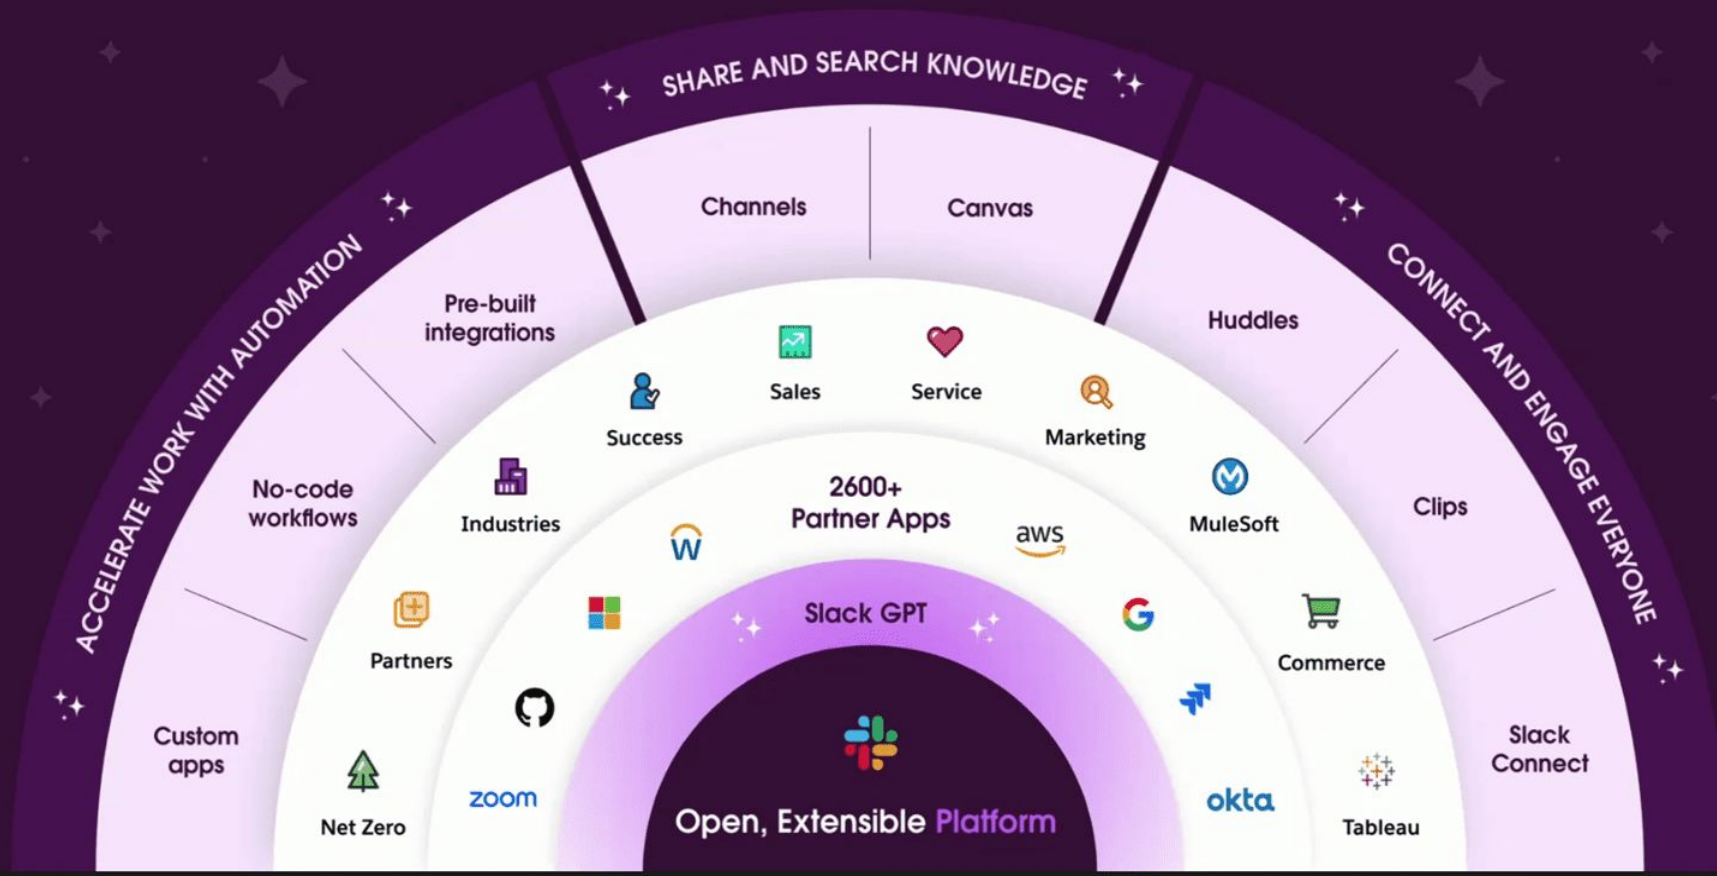 SHARE AND SEARCH KNOWLEDGE
ACCELERATE WORK WITH AUTOMATION
CONNECT AND ENGAGE EVERYONE
Channels
Canvas
Pre-built
integrations
Huddles
No-code
workflows
Clips
Custom
apps
Slack
Connect
Sales
Service
Success
Marketing
Industries
MuleSoft
Partners
Commerce
Net Zero
Tableau
2600+
Partner Apps
W
aws
G
zoom
okta
Slack GPT
Open, Extensible Platform